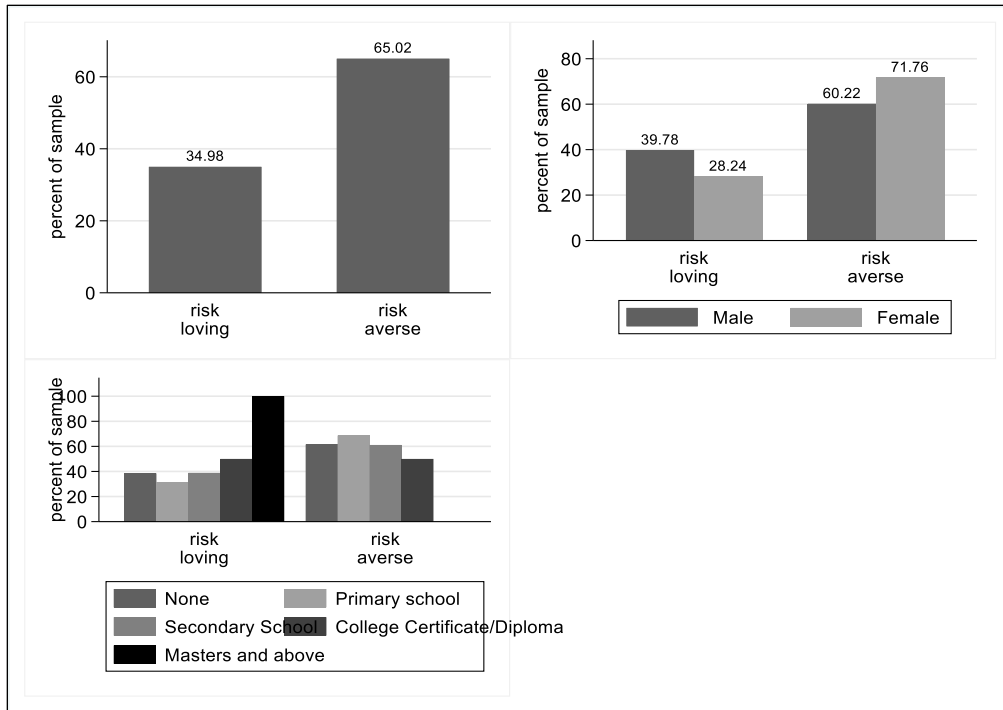 percent of sample
60
40
20
0
34.98
65.02
risk
loving
risk
averse
percent of sample
80
60
40
20
0
39.78
28.24
60.22
71.76
risk
loving
risk
averse
Male
Female
percent of sample
100
80
60
40
20
0
risk
loving
risk
averse
None
Primary school
Secondary School
College Certificate/Diploma
Masters and above